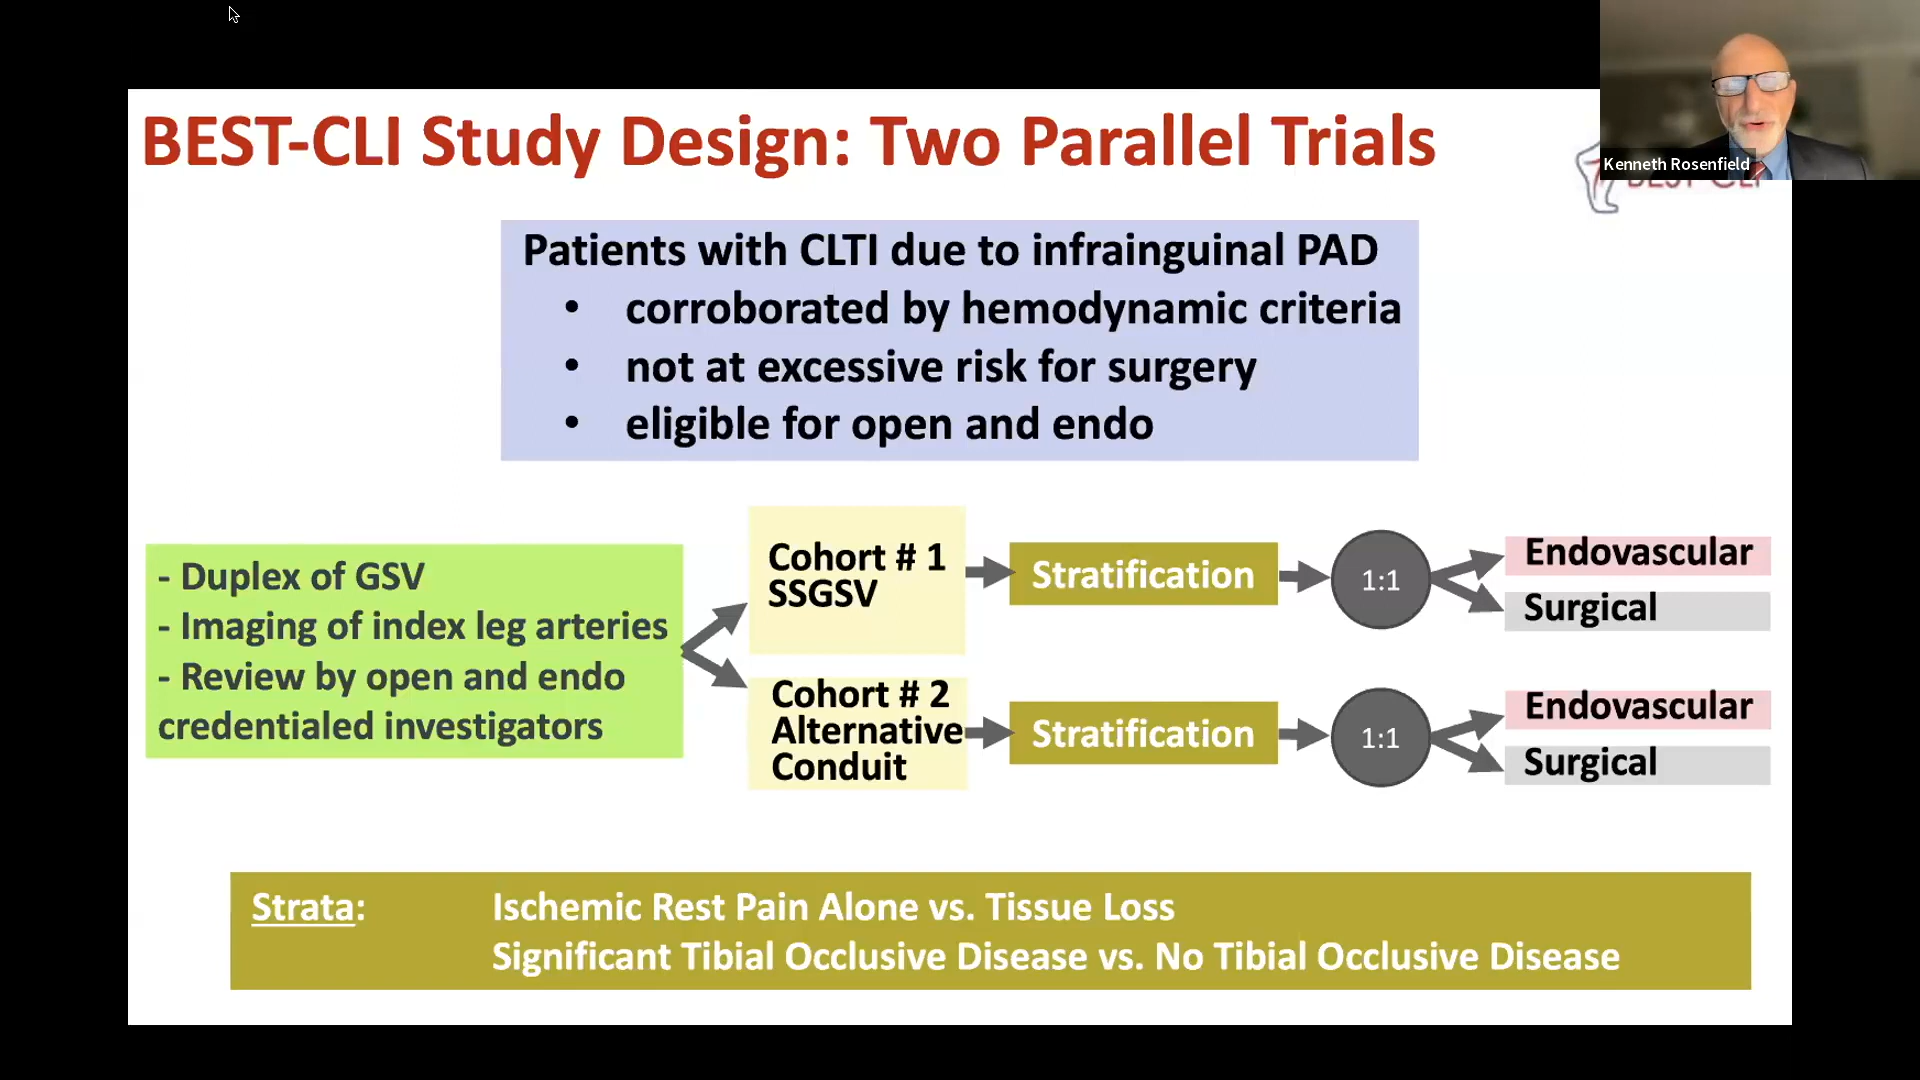 BEST-CLI Study Design: Two Parallel Trials
Kenneth Rosenfield
BEST-CLI
Patients with CLTI due to infrainguinal PAD
• corroborated by hemodynamic criteria
• not at excessive risk for surgery
• eligible for open and endo
- Duplex of GSV
- Imaging of index leg arteries
- Review by open and endo
credentialed investigators
Cohort # 1
SSGSV
Stratification
1:1
Endovascular
Surgical
Cohort # 2
Alternative
Conduit
Stratification
1:1
Endovascular
Surgical
Strata: Ischemic Rest Pain Alone vs. Tissue Loss
Significant Tibial Occlusive Disease vs. No Tibial Occlusive Disease